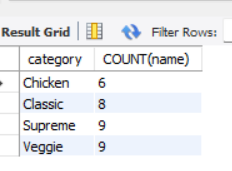 Result Grid Filter Rows:
category COUNT(name)
Chicken 6
Classic 8
Supreme 9
Veggie 9